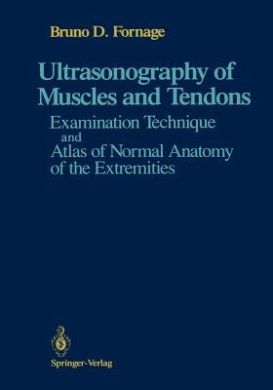 Bruno D. Fornage
Ultrasonography of
Muscles and Tendons
Examination Technique
and
Atlas of Normal Anatomy
of the Extremities
Springer-Verlag